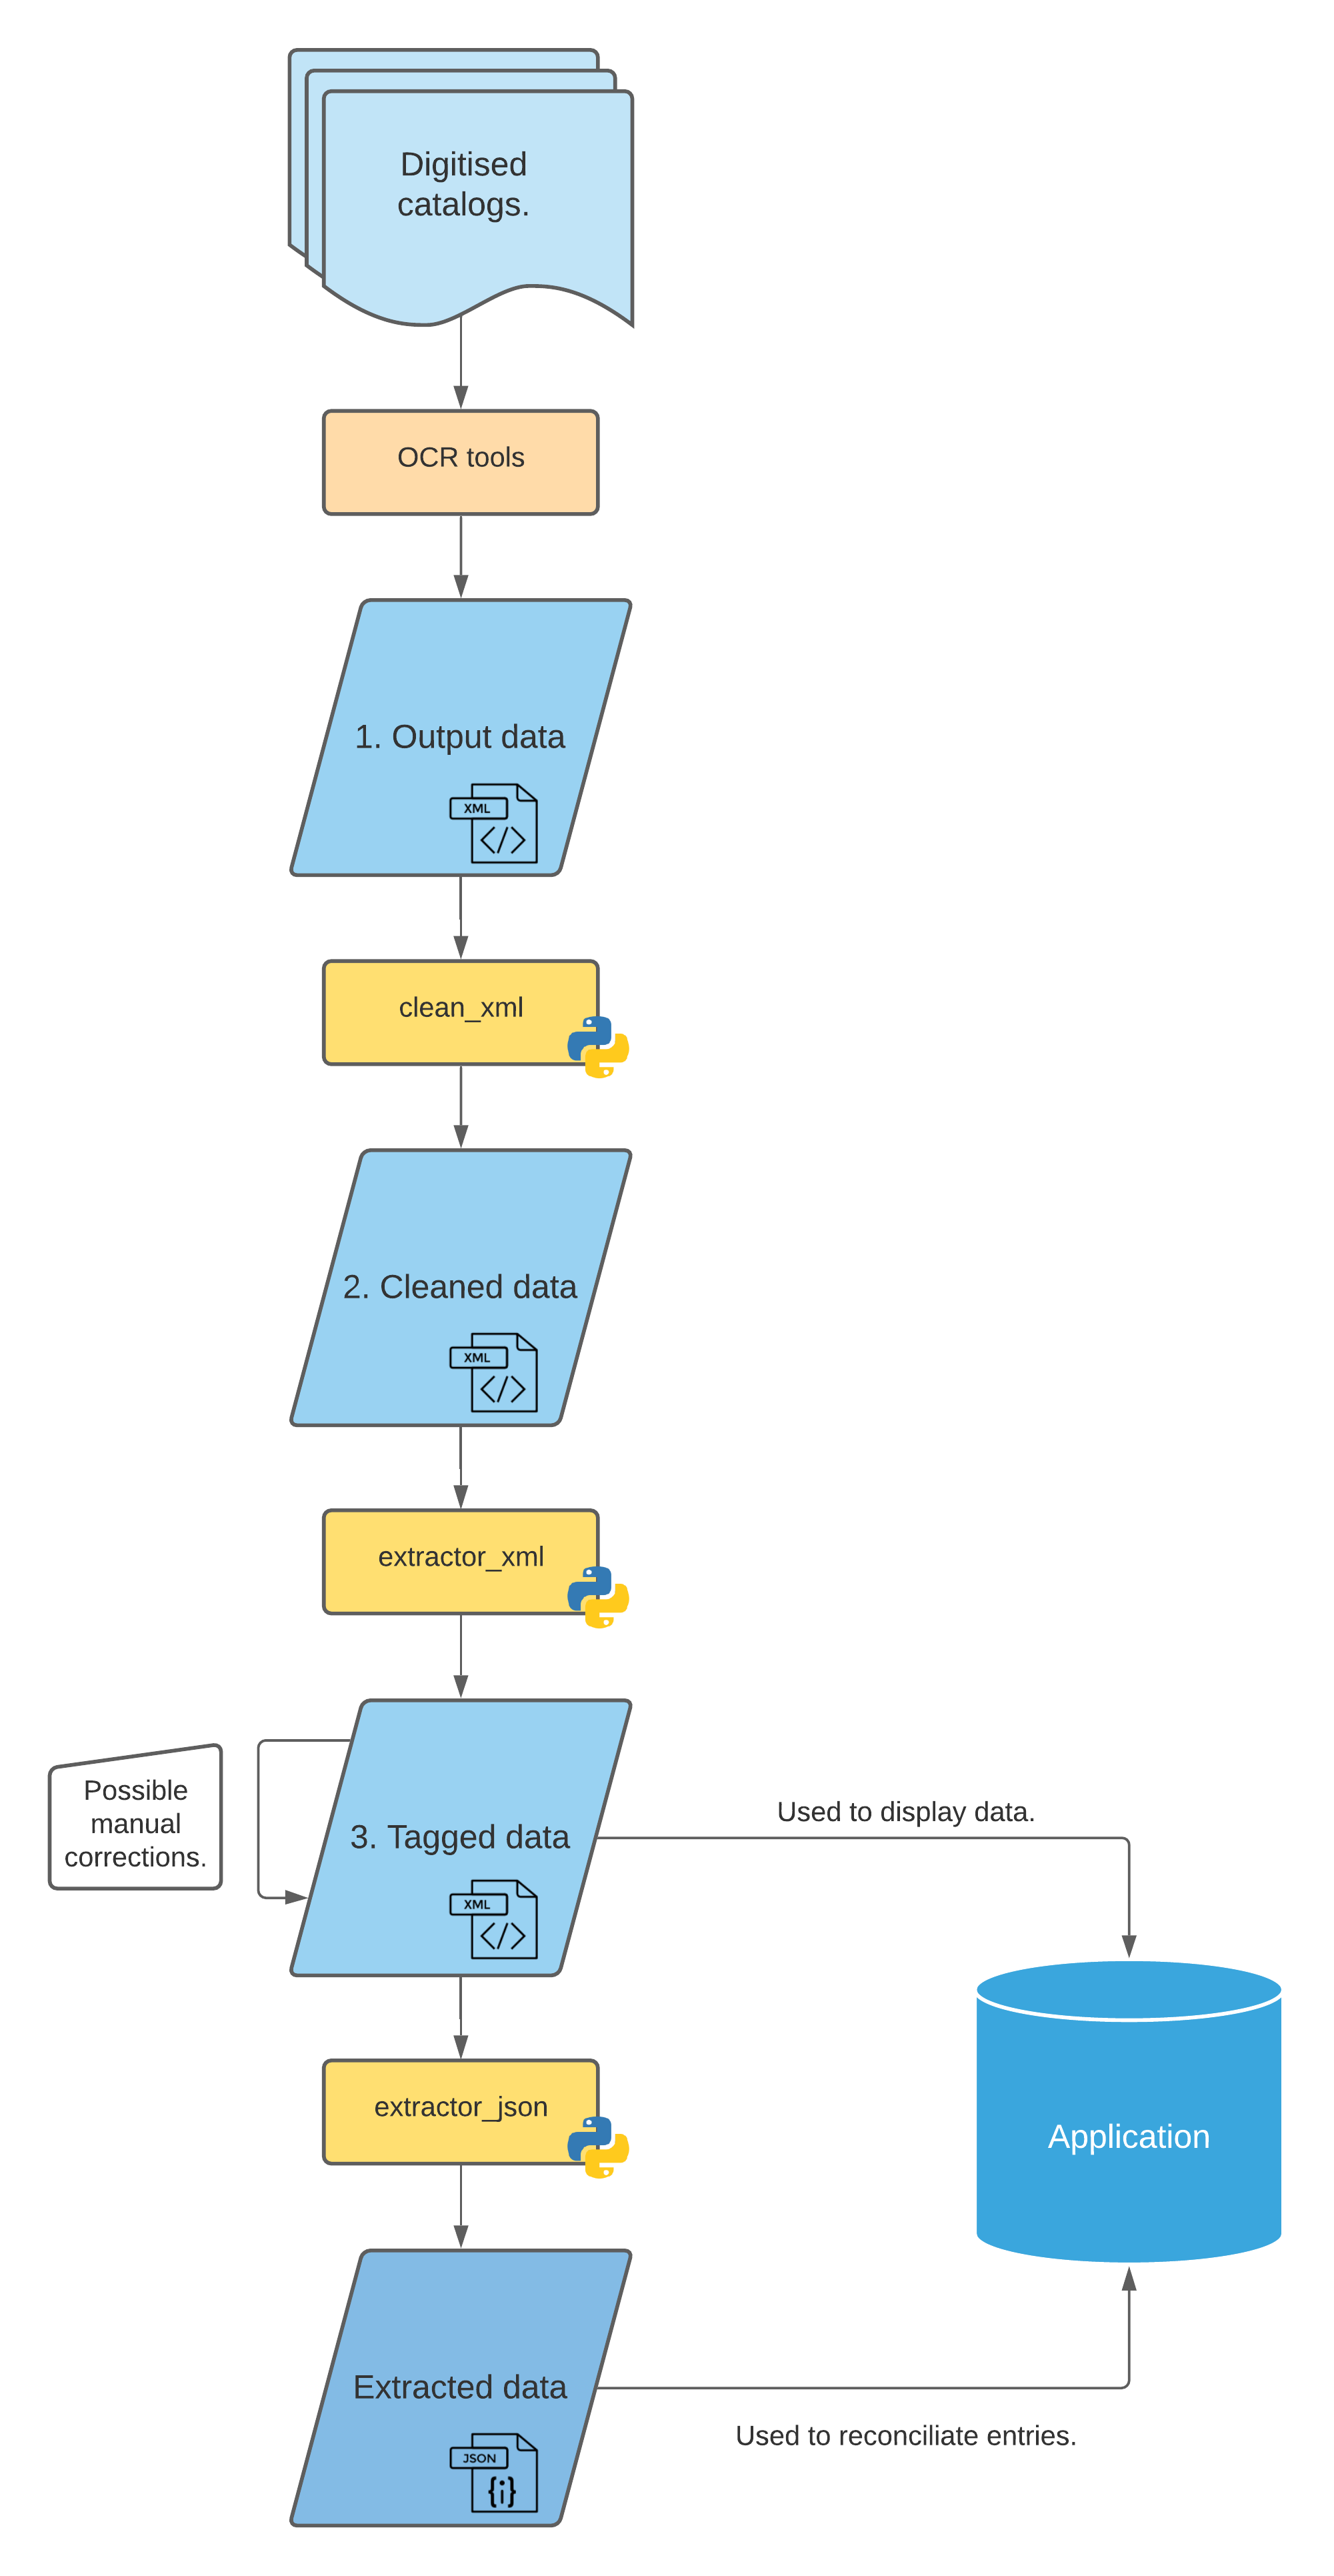 Digitised
catalogs.
OCR tools
1. Output data
XML
</>
clean_xml
2. Cleaned data
XML
</>
extractor_xml
Possible
manual
corrections.
3. Tagged data
XML
</>
Used to display data.
extractor_json
Application
Extracted data
JSON
{i}
Used to reconciliate entries.